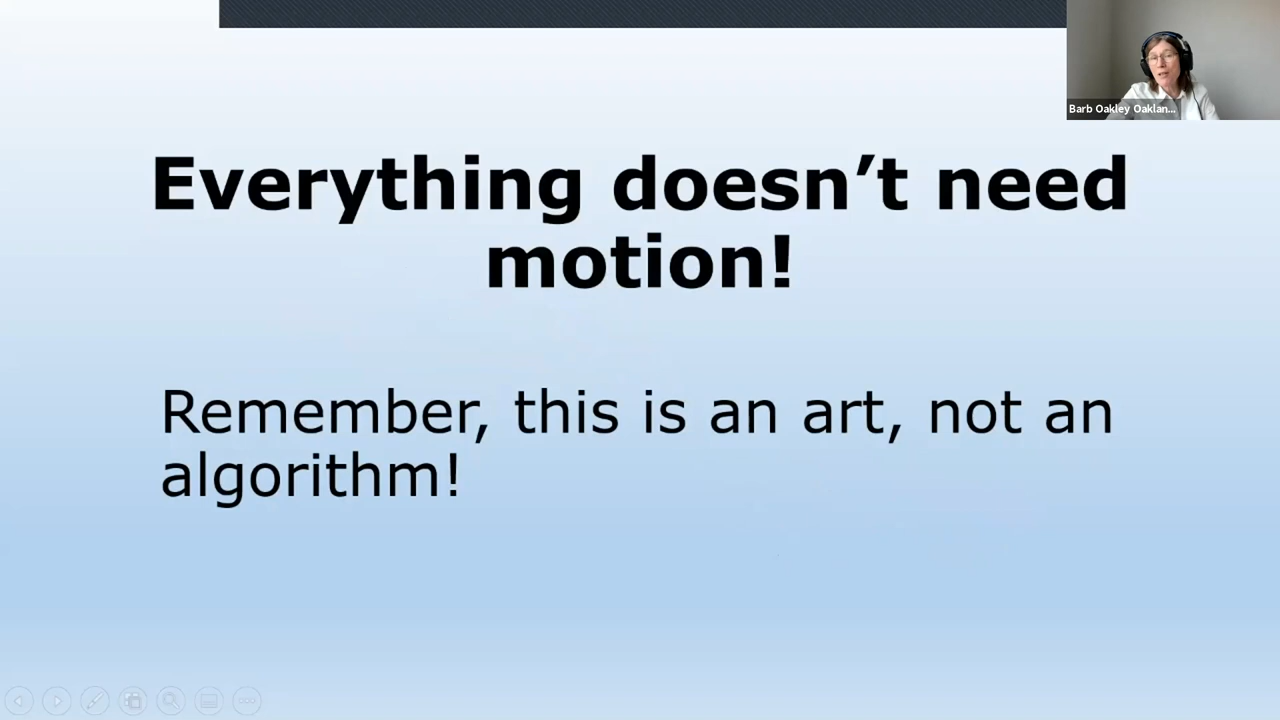 Barb Oakley Oaklan...
Everything doesn’t need
motion!
Remember, this is an art, not an
algorithm!